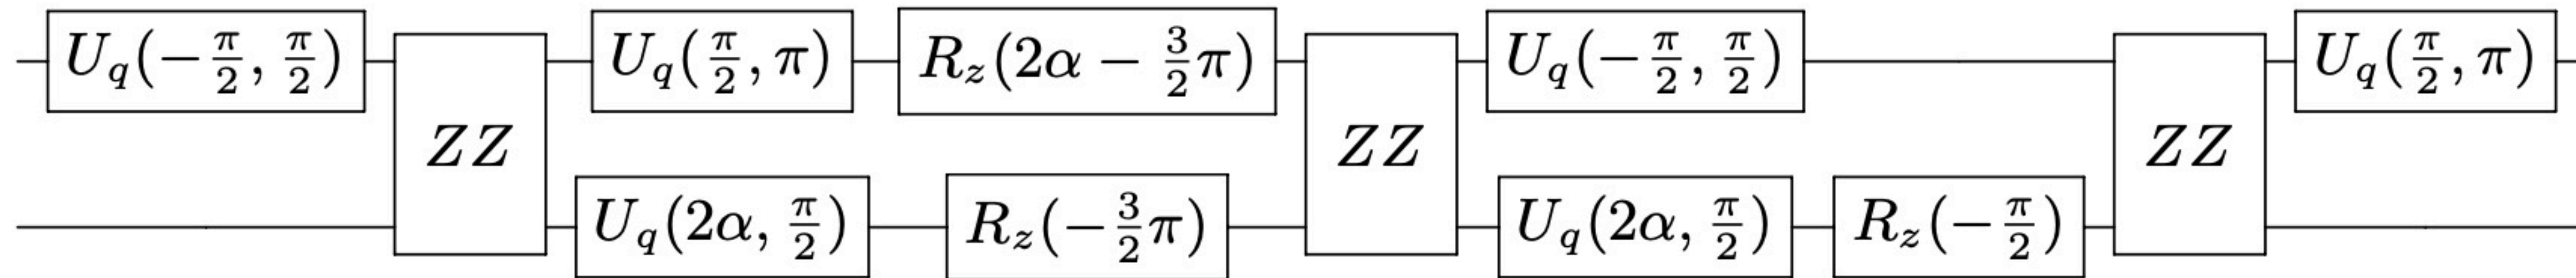 U_q(-π/2, π/2) U_q(π/2, π) R_z(2α - 3/2π) U_q(-π/2, π/2) U_q(π/2, π)
ZZ ZZ ZZ
U_q(2α, π/2) R_z(-3/2π) U_q(2α, π/2) R_z(-π/2)